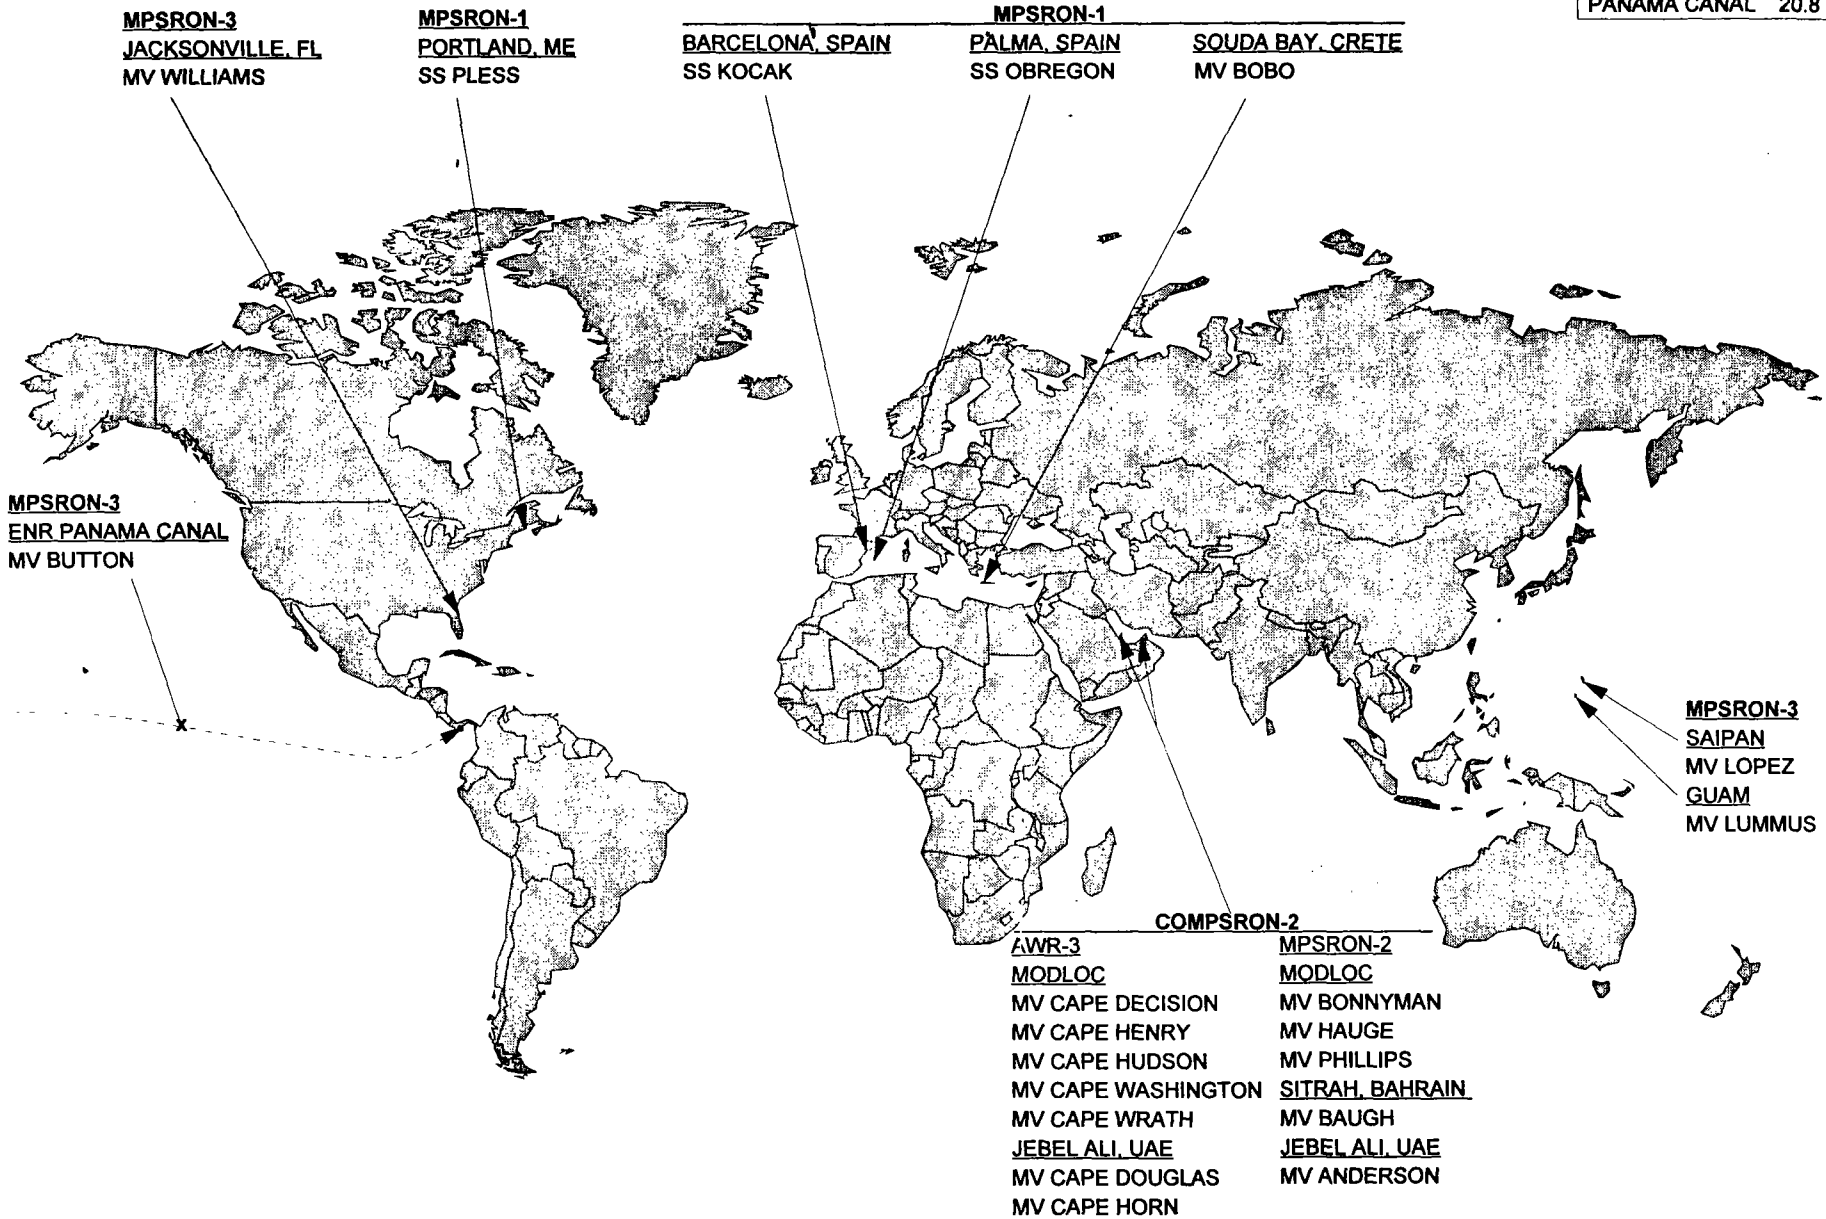 PANAMA CANAL 20.8
MPSRON-3
JACKSONVILLE, FL
MV WILLIAMS
MPSRON-1
PORTLAND, ME
SS PLESS
MPSRON-1
BARCELONA, SPAIN
SS KOCAK
PALMA, SPAIN
SS OBREGON
SOUDA BAY, CRETE
MV BOBO
MPSRON-3
ENR PANAMA CANAL
MV BUTTON
X
MPSRON-3
SAIPAN
MV LOPEZ
GUAM
MV LUMMUS
COMPSRON-2
AWR-3
MODLOC
MV CAPE DECISION
MV CAPE HENRY
MV CAPE HUDSON
MV CAPE WASHINGTON
MV CAPE WRATH
JEBEL ALI, UAE
MV CAPE DOUGLAS
MV CAPE HORN
MPSRON-2
MODLOC
MV BONNYMAN
MV HAUGE
MV PHILLIPS
SITRAH, BAHRAIN
MV BAUGH
JEBEL ALI, UAE
MV ANDERSON